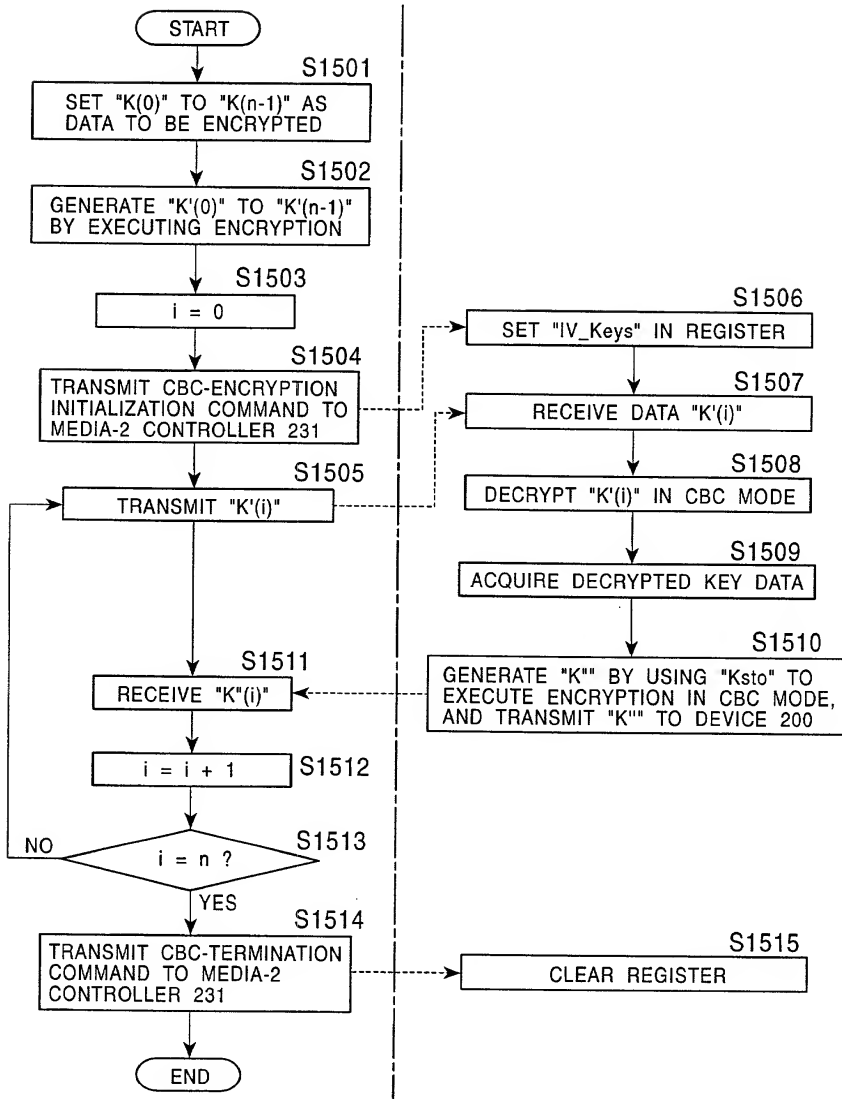 START
S1501
SET "K(0)" TO "K(n-1)" AS
DATA TO BE ENCRYPTED
S1502
GENERATE "K'(0)" TO "K'(n-1)"
BY EXECUTING ENCRYPTION
S1503
i = 0
S1504
TRANSMIT CBC-ENCRYPTION
INITIALIZATION COMMAND TO
MEDIA-2 CONTROLLER 231
S1505
TRANSMIT "K'(i)"
S1506
SET "IV_Keys" IN REGISTER
S1507
RECEIVE DATA "K'(i)"
S1508
DECRYPT "K'(i)" IN CBC MODE
S1509
ACQUIRE DECRYPTED KEY DATA
S1510
GENERATE "K"" BY USING "Ksto" TO
EXECUTE ENCRYPTION IN CBC MODE,
AND TRANSMIT "K"" TO DEVICE 200
S1511
RECEIVE "K"(i)"
i = i + 1
S1512
S1513
i = n ?
NO
YES
S1514
TRANSMIT CBC-TERMINATION
COMMAND TO MEDIA-2
CONTROLLER 231
S1515
CLEAR REGISTER
END